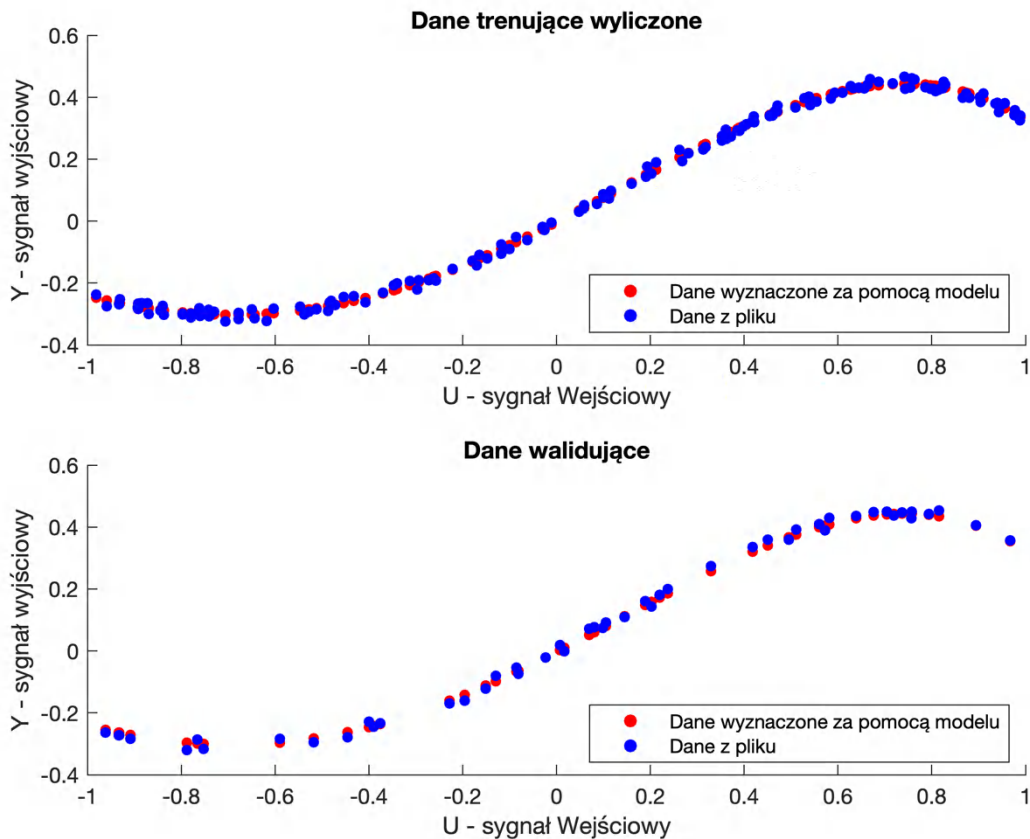 Dane trenujące wyliczone
0.6
0.4
0.2
0
-0.2
-0.4
Y - sygnał wyjściowy
Dane wyznaczone za pomocą modelu
Dane z pliku
-1 -0.8 -0.6 -0.4 -0.2 0 0.2 0.4 0.6 0.8 1
U - sygnał Wejściowy
Dane walidujące
0.6
0.4
0.2
0
-0.2
-0.4
Y - sygnał wyjściowy
Dane wyznaczone za pomocą modelu
Dane z pliku
-1 -0.8 -0.6 -0.4 -0.2 0 0.2 0.4 0.6 0.8 1
U - sygnał Wejściowy